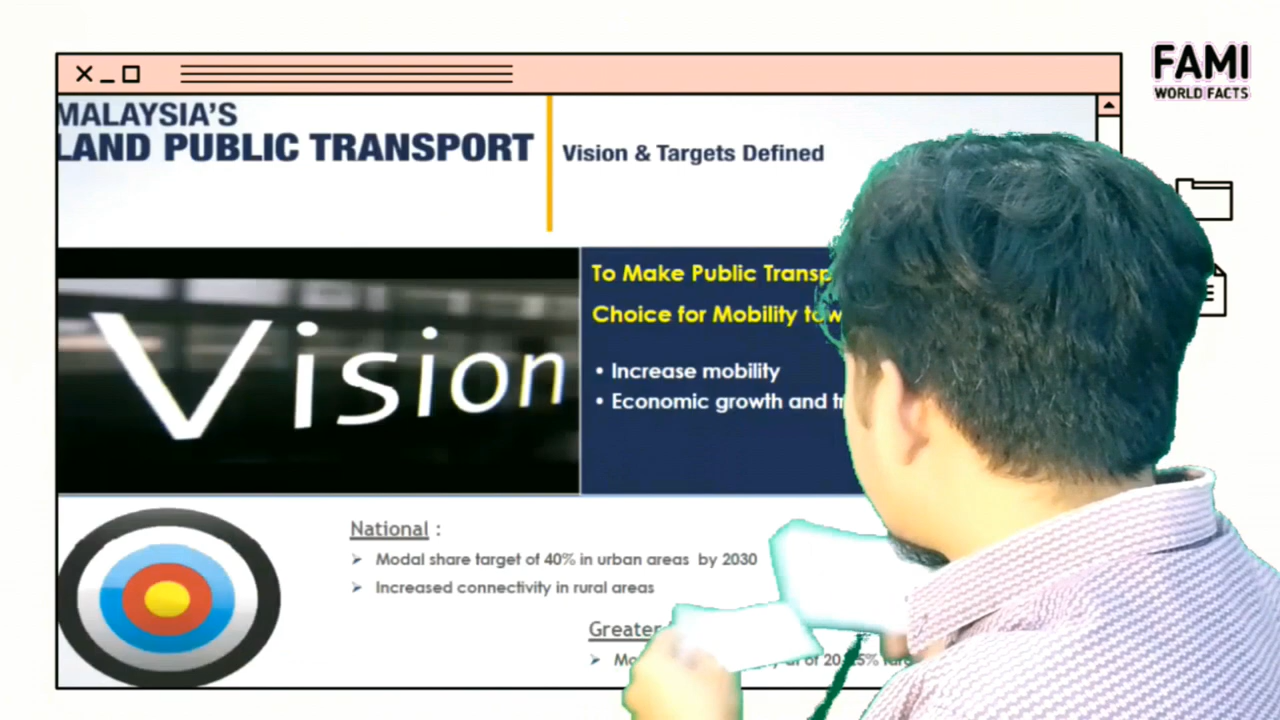 FAMI
WORLD FACTS
MALAYSIA'S
LAND PUBLIC TRANSPORT
Vision & Targets Defined
Vision
To Make Public
Choice for Mobility
• Increase mobility
• Economic growth and
National :
Modal share target of 40% in urban areas by 2030
Increased connectivity in rural areas
Greater